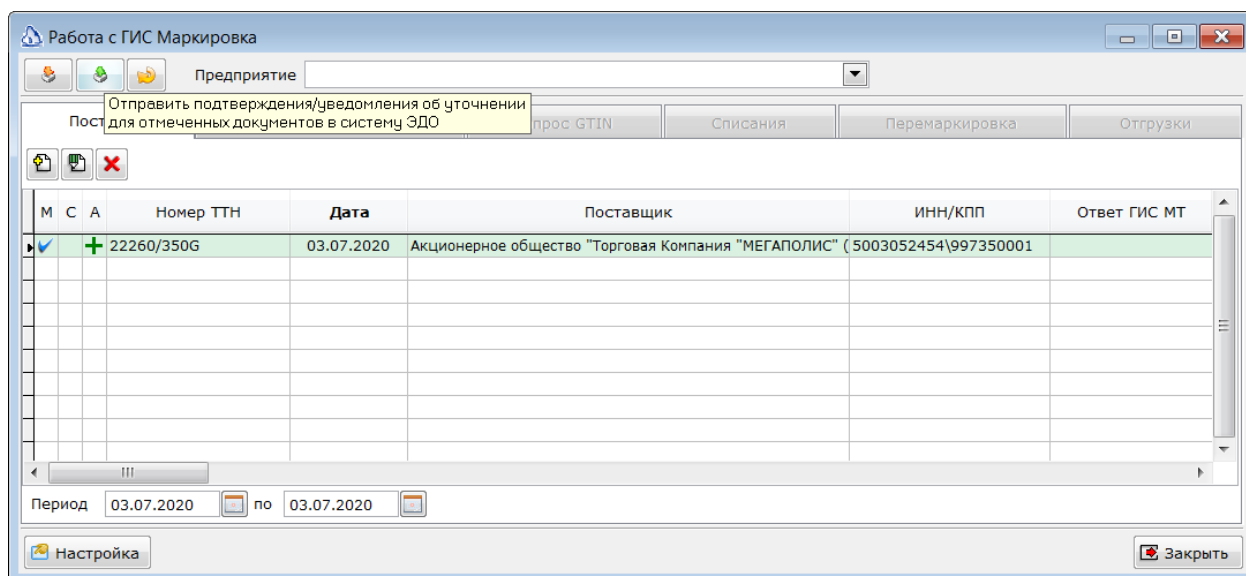 Работа с ГИС Маркировка
Предприятие
Отправить подтверждения/уведомления об уточнении
для отмеченных документов в систему ЭДО
GTIN
Списания
Перемаркировка
Отгрузки
М С А Номер ТТН Дата Поставщик ИНН/КПП Ответ ГИС МТ
22260/350G 03.07.2020 Акционерное общество "Торговая Компания "МЕГАПОЛИС" ( 5003052454\997350001
Период 03.07.2020 по 03.07.2020
Настройка
Закрыть